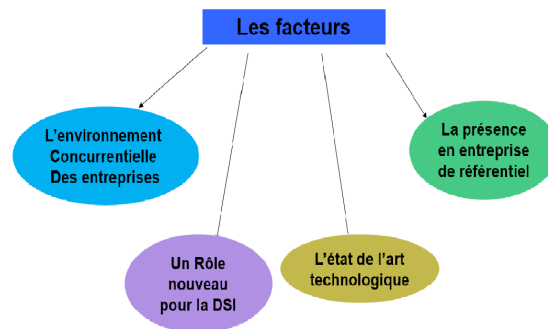 Les facteurs
L'environnement
Concurrentielle
Des entreprises
La présence
en entreprise
de référentiel
Un Rôle
nouveau
pour la DSI
L'état de l'art
technologique